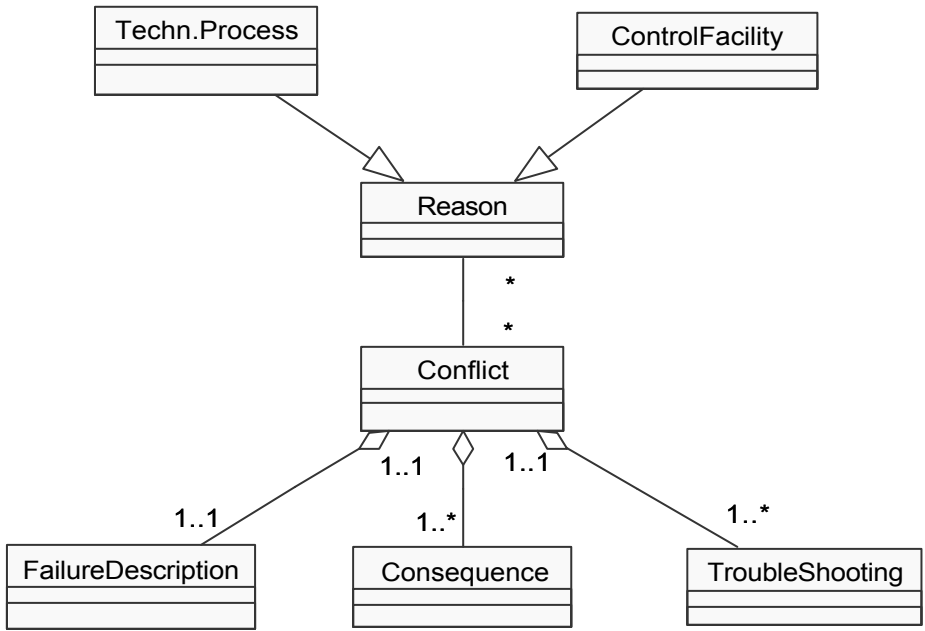 Techn.Process
ControlFacility
Reason
*
*
Conflict
1..1
1..1
1..1
1..*
1..*
FailureDescription
Consequence
TroubleShooting